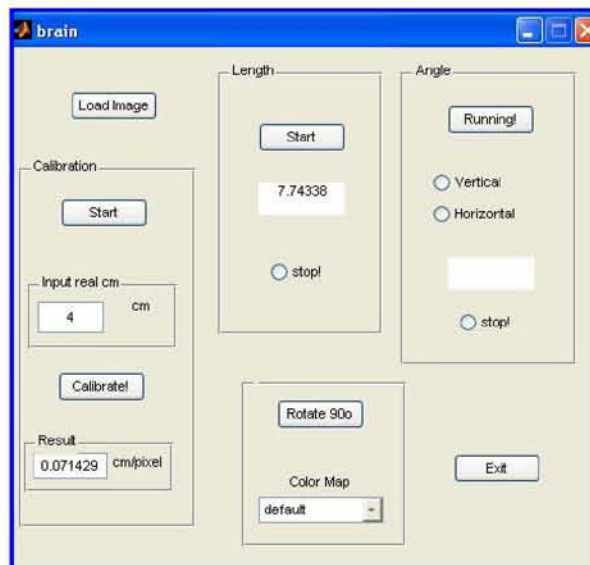 brain
Load Image
Calibration
Start
Input real cm
4 cm
Calibrate!
Result
0.071429 cm/pixel
Length
Start
7.74338
stop!
Angle
Running!
Vertical
Horizontal
stop!
Rotate 90o
Color Map
default
Exit